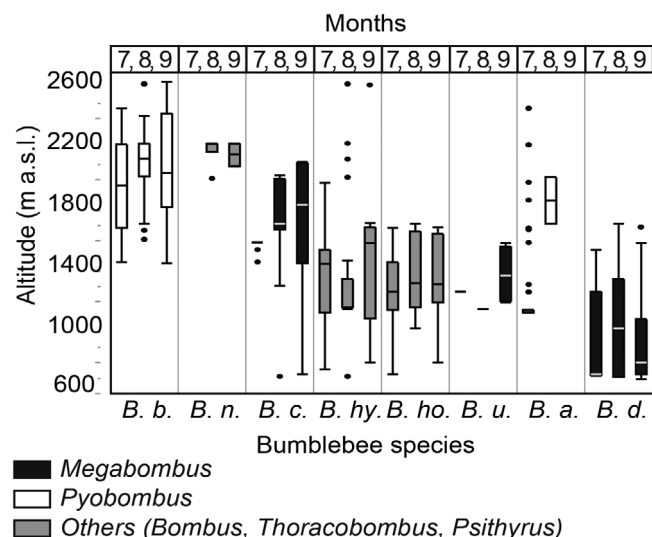 Months
7, 8, 9 7, 8, 9 7, 8, 9 7, 8, 9 7, 8, 9 7, 8, 9 7, 8, 9 7, 8, 9
Altitude (m a.s.l.)
2600
2200
1800
1400
1000
600
B. b. B. n. B. c. B. hy. B. ho. B. u. B. a. B. d.
Bumblebee species
Megabombus
Pyobombus
Others (Bombus, Thoracobombus, Psithyrus)